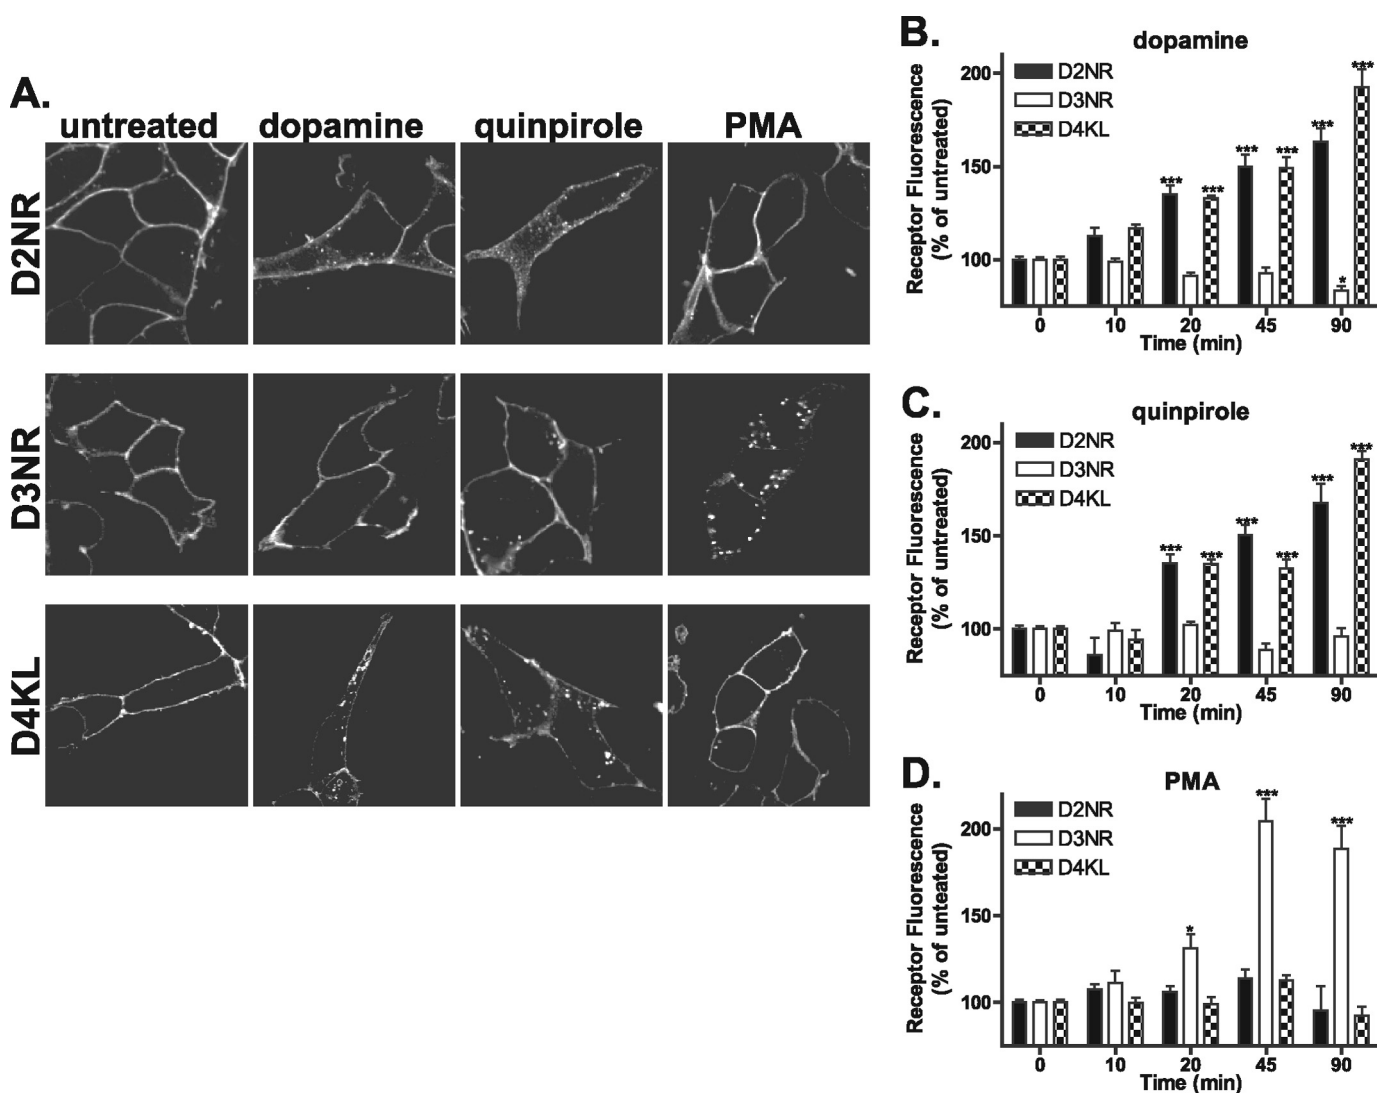 A.
untreated
dopamine
quinpirole
PMA
D2NR
D3NR
D4KL
B.
dopamine
D2NR
D3NR
D4KL
Receptor Fluorescence
(% of untreated)
200
150
100
***
***
***
***
***
*
***
0
10
20
45
90
Time (min)
C.
quinpirole
D2NR
D3NR
D4KL
Receptor Fluorescence
(% of untreated)
200
150
100
***
***
***
***
***
***
0
10
20
45
90
Time (min)
D.
PMA
D2NR
D3NR
D4KL
Receptor Fluorescence
(% of unteated)
200
150
100
*
***
***
0
10
20
45
90
Time (min)